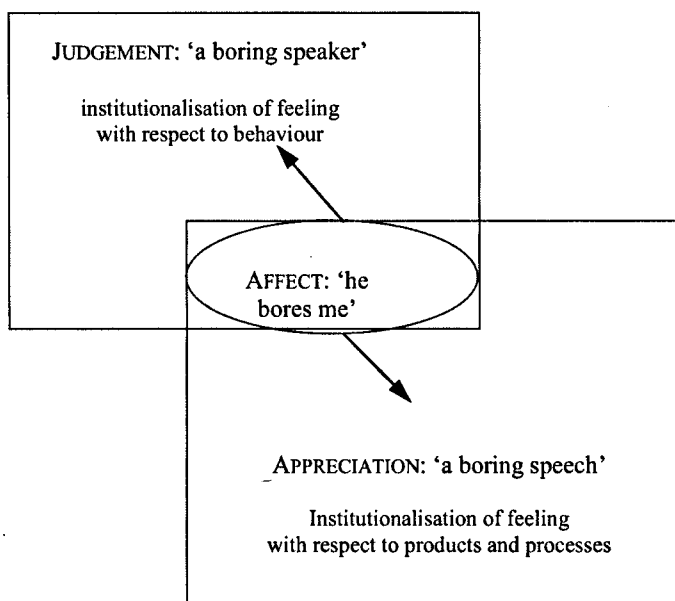 JUDGEMENT: ‘a boring speaker’
institutionalisation of feeling
with respect to behaviour
AFFECT: ‘he
bores me’
APPRECIATION: ‘a boring speech’
Institutionalisation of feeling
with respect to products and processes